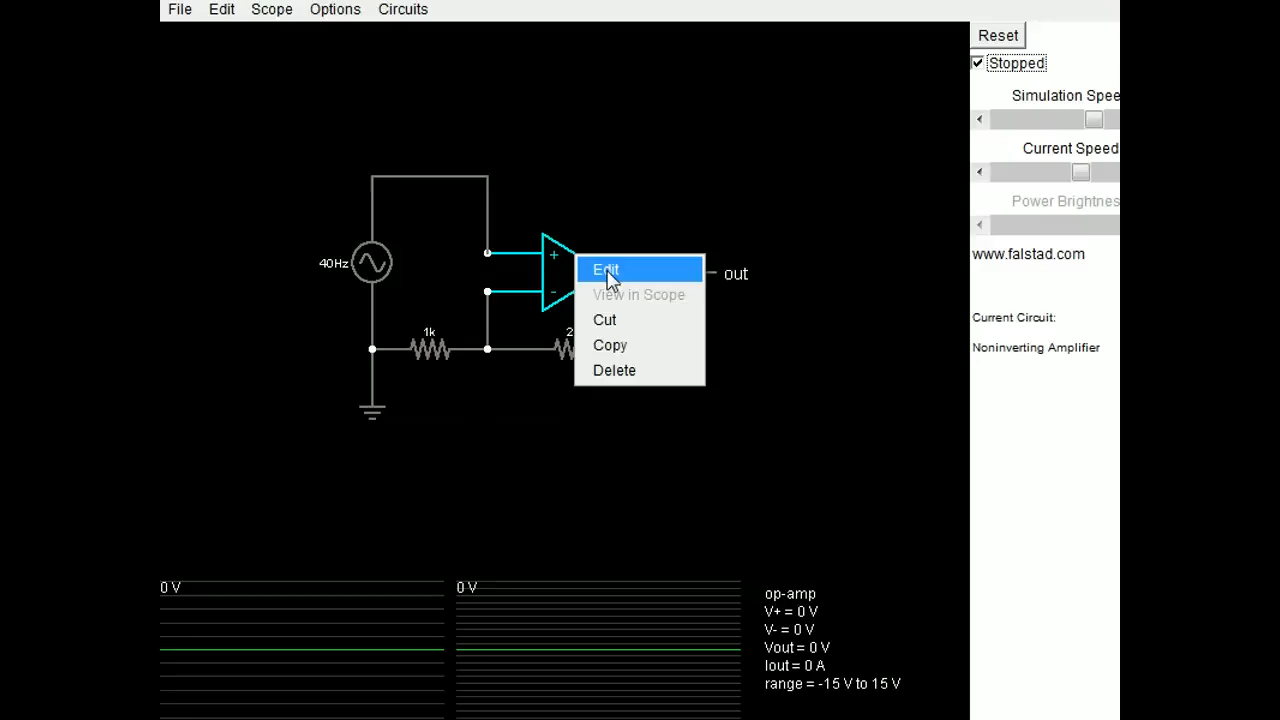 File Edit Scope Options Circuits
Reset
Stopped
Simulation Spee
Current Speed
Power Brightnes
www.falstad.com
Current Circuit:
Noninverting Amplifier
40Hz
+
-
out
1k
2
Edit
View in Scope
Cut
Copy
Delete
0 V
0 V
op-amp
V+ = 0 V
V- = 0 V
Vout = 0 V
Iout = 0 A
range = -15 V to 15 V